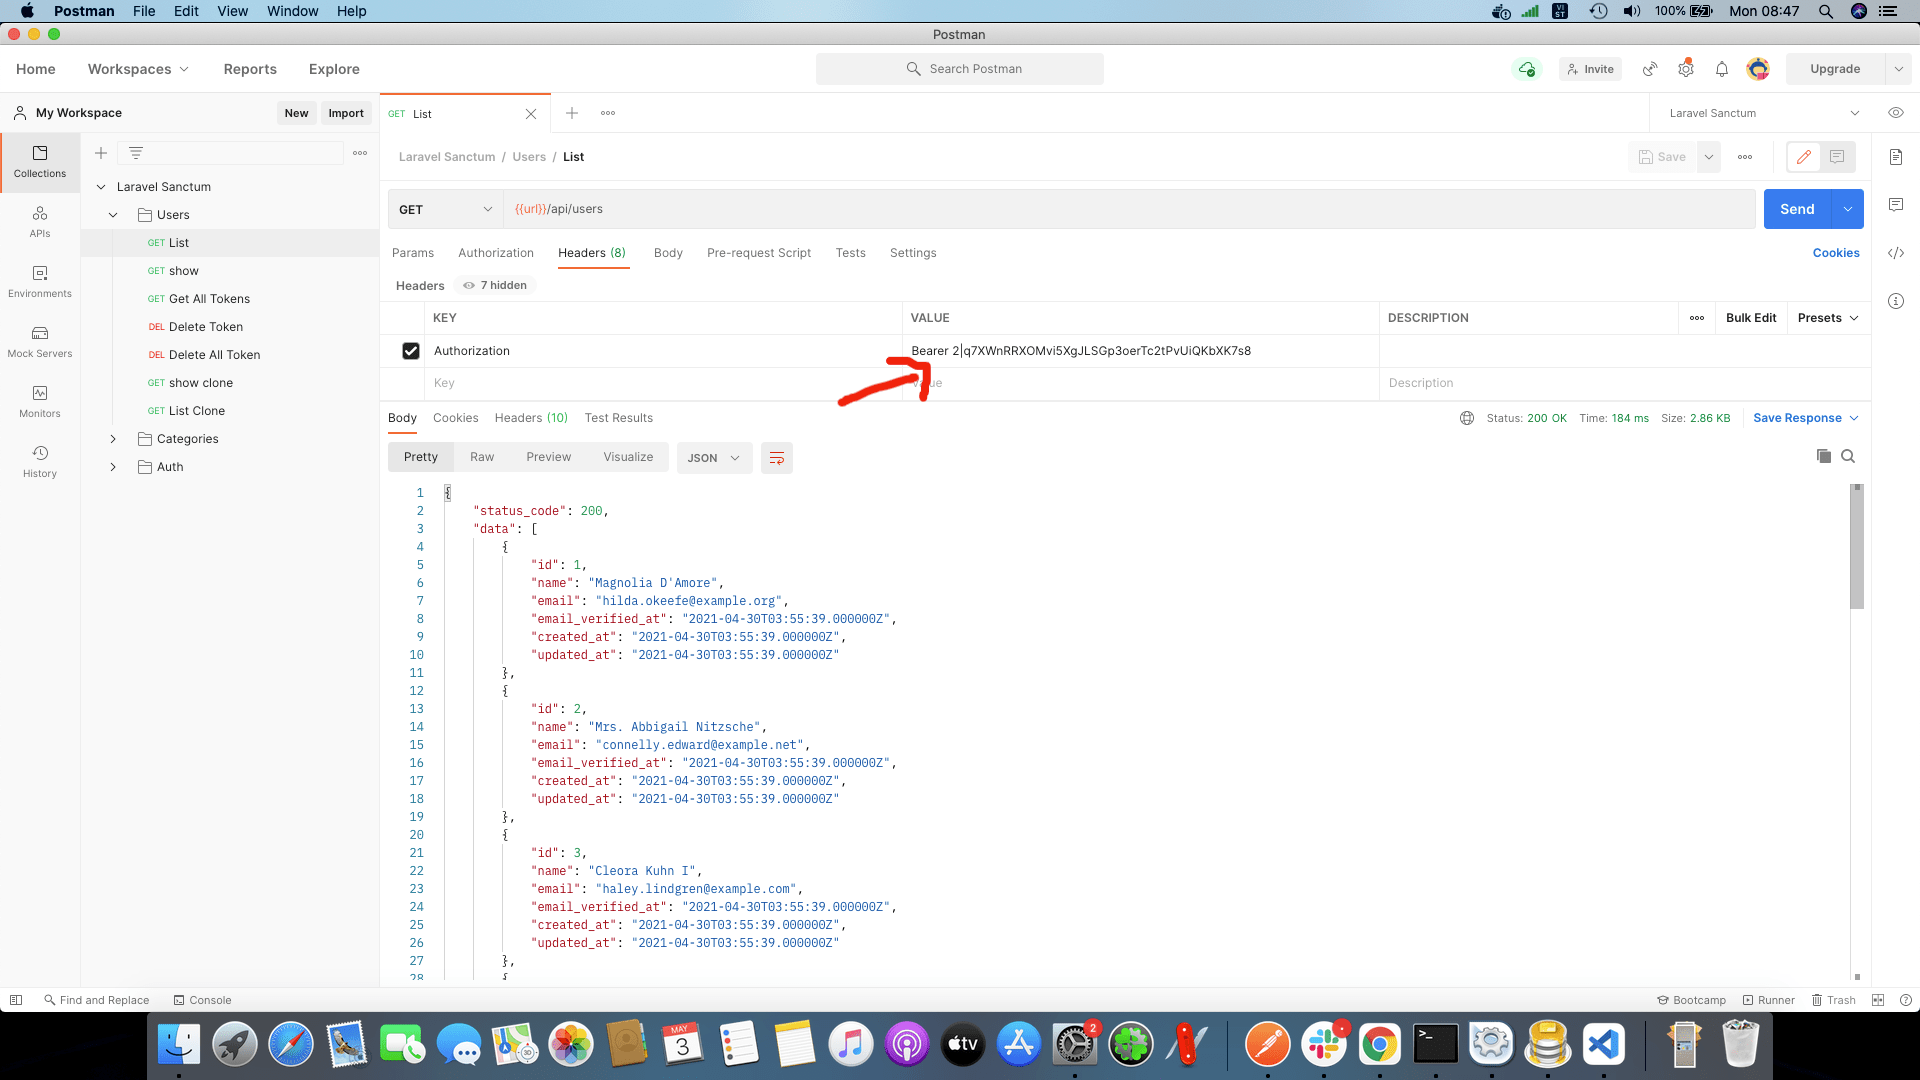 Postman File Edit View Window Help
VI
ST
100%
Mon 08:47
Postman
Home Workspaces Reports Explore
Search Postman
Invite
Upgrade
My Workspace
New Import
GET List
Laravel Sanctum
Collections
APIs
Environments
Mock Servers
Monitors
History
Laravel Sanctum
Users
GET List
GET show
GET Get All Tokens
DEL Delete Token
DEL Delete All Token
GET show clone
GET List Clone
Categories
Auth
Laravel Sanctum / Users / List
Save
GET {{url}}/api/users
Send
Params Authorization Headers (8) Body Pre-request Script Tests Settings
Cookies
Headers 7 hidden
KEY VALUE DESCRIPTION
Bulk Edit Presets
Authorization Bearer 2|q7XWnRRXOMvi5XgJLSGp3oerTc2tPvUiQKbXK7s8
Key Value Description
Body Cookies Headers (10) Test Results
Status: 200 OK Time: 184 ms Size: 2.86 KB Save Response
Pretty Raw Preview Visualize JSON
1 {
2 "status_code": 200,
3 "data": [
4 {
5 "id": 1,
6 "name": "Magnolia D'Amore",
7 "email": "hilda.okeefe@example.org",
8 "email_verified_at": "2021-04-30T03:55:39.000000Z",
9 "created_at": "2021-04-30T03:55:39.000000Z",
10 "updated_at": "2021-04-30T03:55:39.000000Z"
11 },
12 {
13 "id": 2,
14 "name": "Mrs. Abbigail Nitzsche",
15 "email": "connelly.edward@example.net",
16 "email_verified_at": "2021-04-30T03:55:39.000000Z",
17 "created_at": "2021-04-30T03:55:39.000000Z",
18 "updated_at": "2021-04-30T03:55:39.000000Z"
19 },
20 {
21 "id": 3,
22 "name": "Cleora Kuhn I",
23 "email": "haley.lindgren@example.com",
24 "email_verified_at": "2021-04-30T03:55:39.000000Z",
25 "created_at": "2021-04-30T03:55:39.000000Z",
26 "updated_at": "2021-04-30T03:55:39.000000Z"
27 },
28 {
Find and Replace Console
Bootcamp Runner Trash
MAY
3
3D
tv
2